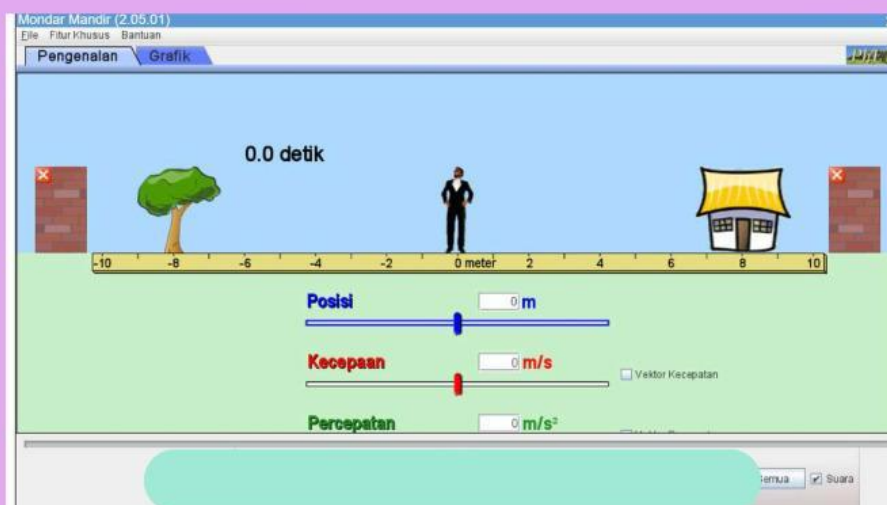 Mondar Mandir (2.05.01)
File Fitur Khusus Bantuan
Pengenalan Grafik
0.0 detik
-10 -8 -6 -4 -2 0 meter 2 4 6 8 10
Posisi 0 m
Kecepaan 0 m/s
Vektor Kecepatan
Percepatan 0 m/s²
Suara